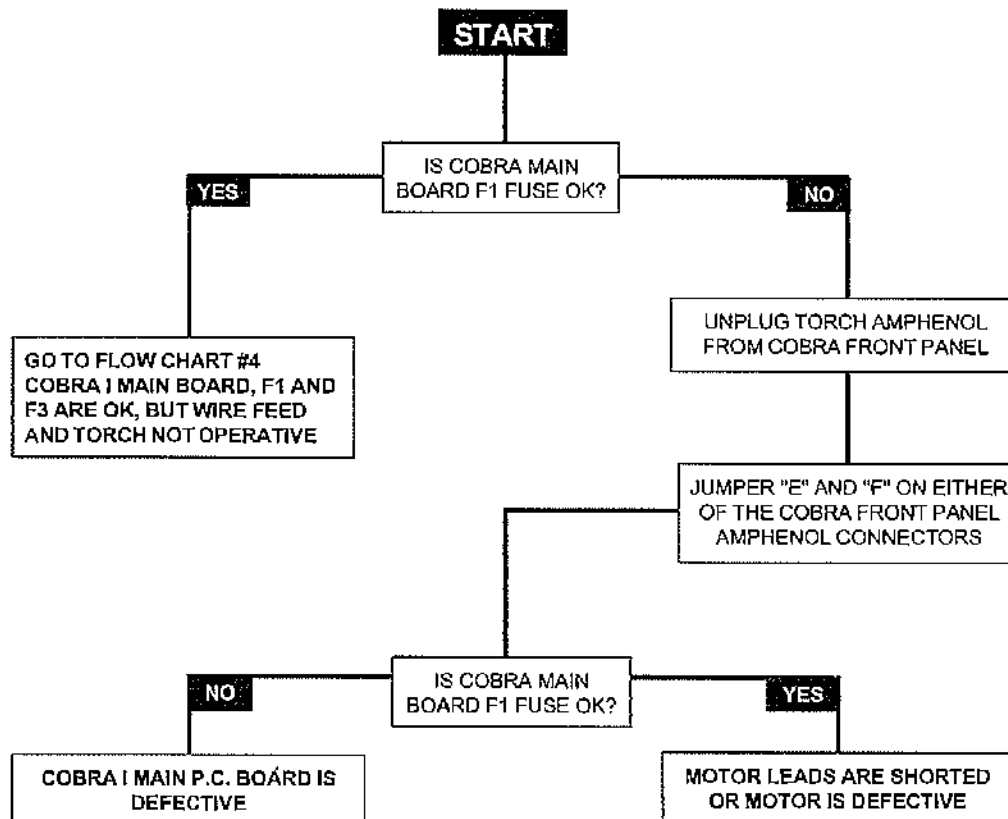 START
IS COBRA MAIN
BOARD F1 FUSE OK?
YES
NO
UNPLUG TORCH AMPHENOL
FROM COBRA FRONT PANEL
GO TO FLOW CHART #4
COBRA I MAIN BOARD, F1 AND
F3 ARE OK, BUT WIRE FEED
AND TORCH NOT OPERATIVE
JUMPER "E" AND "F" ON EITHER
OF THE COBRA FRONT PANEL
AMPHENOL CONNECTORS
IS COBRA MAIN
BOARD F1 FUSE OK?
NO
YES
COBRA I MAIN P.C. BOARD IS
DEFECTIVE
MOTOR LEADS ARE SHORTED
OR MOTOR IS DEFECTIVE